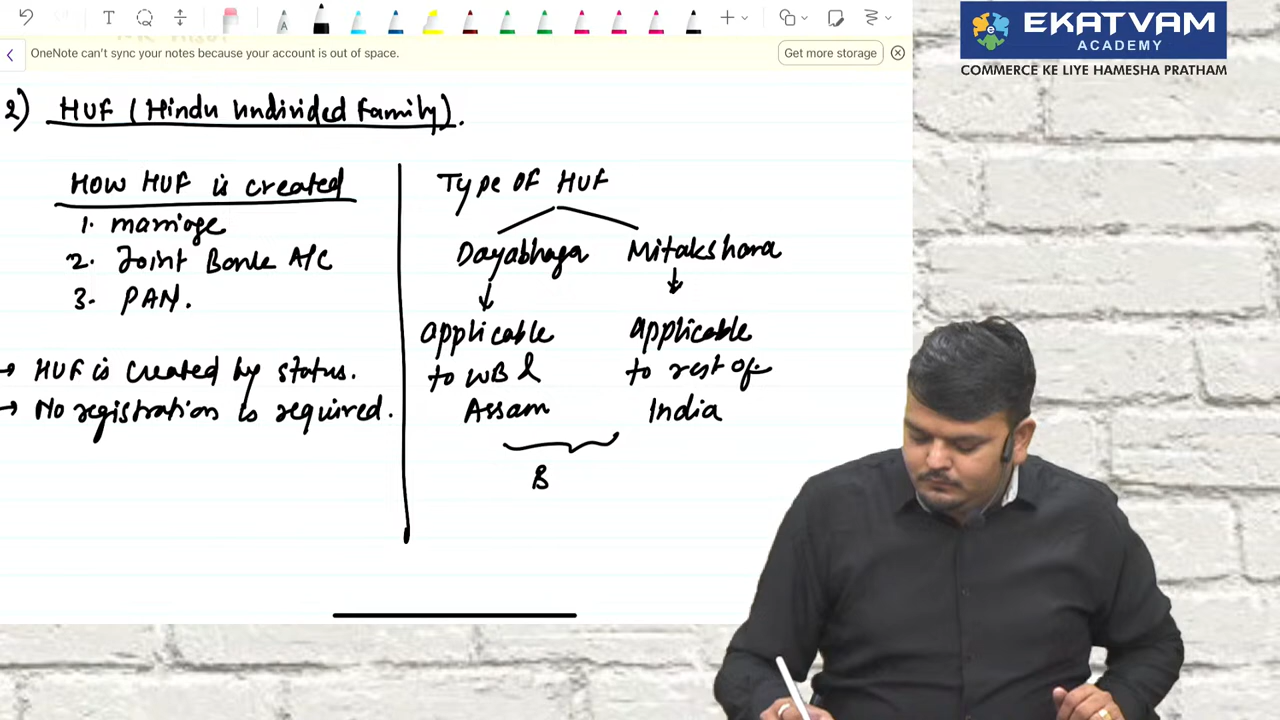 EKATVAM
ACADEMY
COMMERCE KE LIYE HAMESHA PRATHAM
OneNote can't sync your notes because your account is out of space.
Get more storage
2) HUF (Hindu Undivided Family).
How HUF is created
1. marriage
2. Joint Bank A/C
3. PAN.
→ HUF is created by status.
→ No registration is required.
Type Of HUF
Dayabhaga
Mitakshara
applicable
to WB &
Assam
applicable
to rest of
India
B